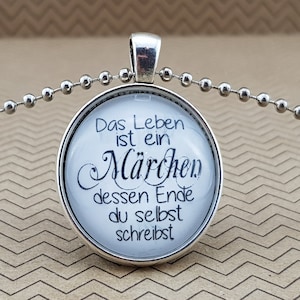 Das Leben
ist ein
Märchen
dessen Ende
du selbst
schreibst